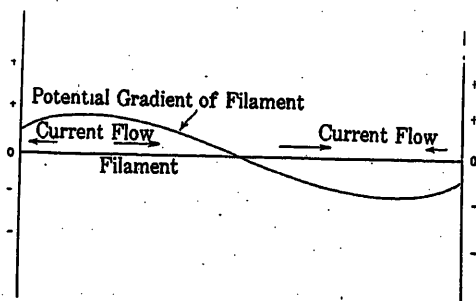 +
+
Potential Gradient of Filament
Current Flow
Current Flow
0
Filament
0
-
-
+
+
-
-